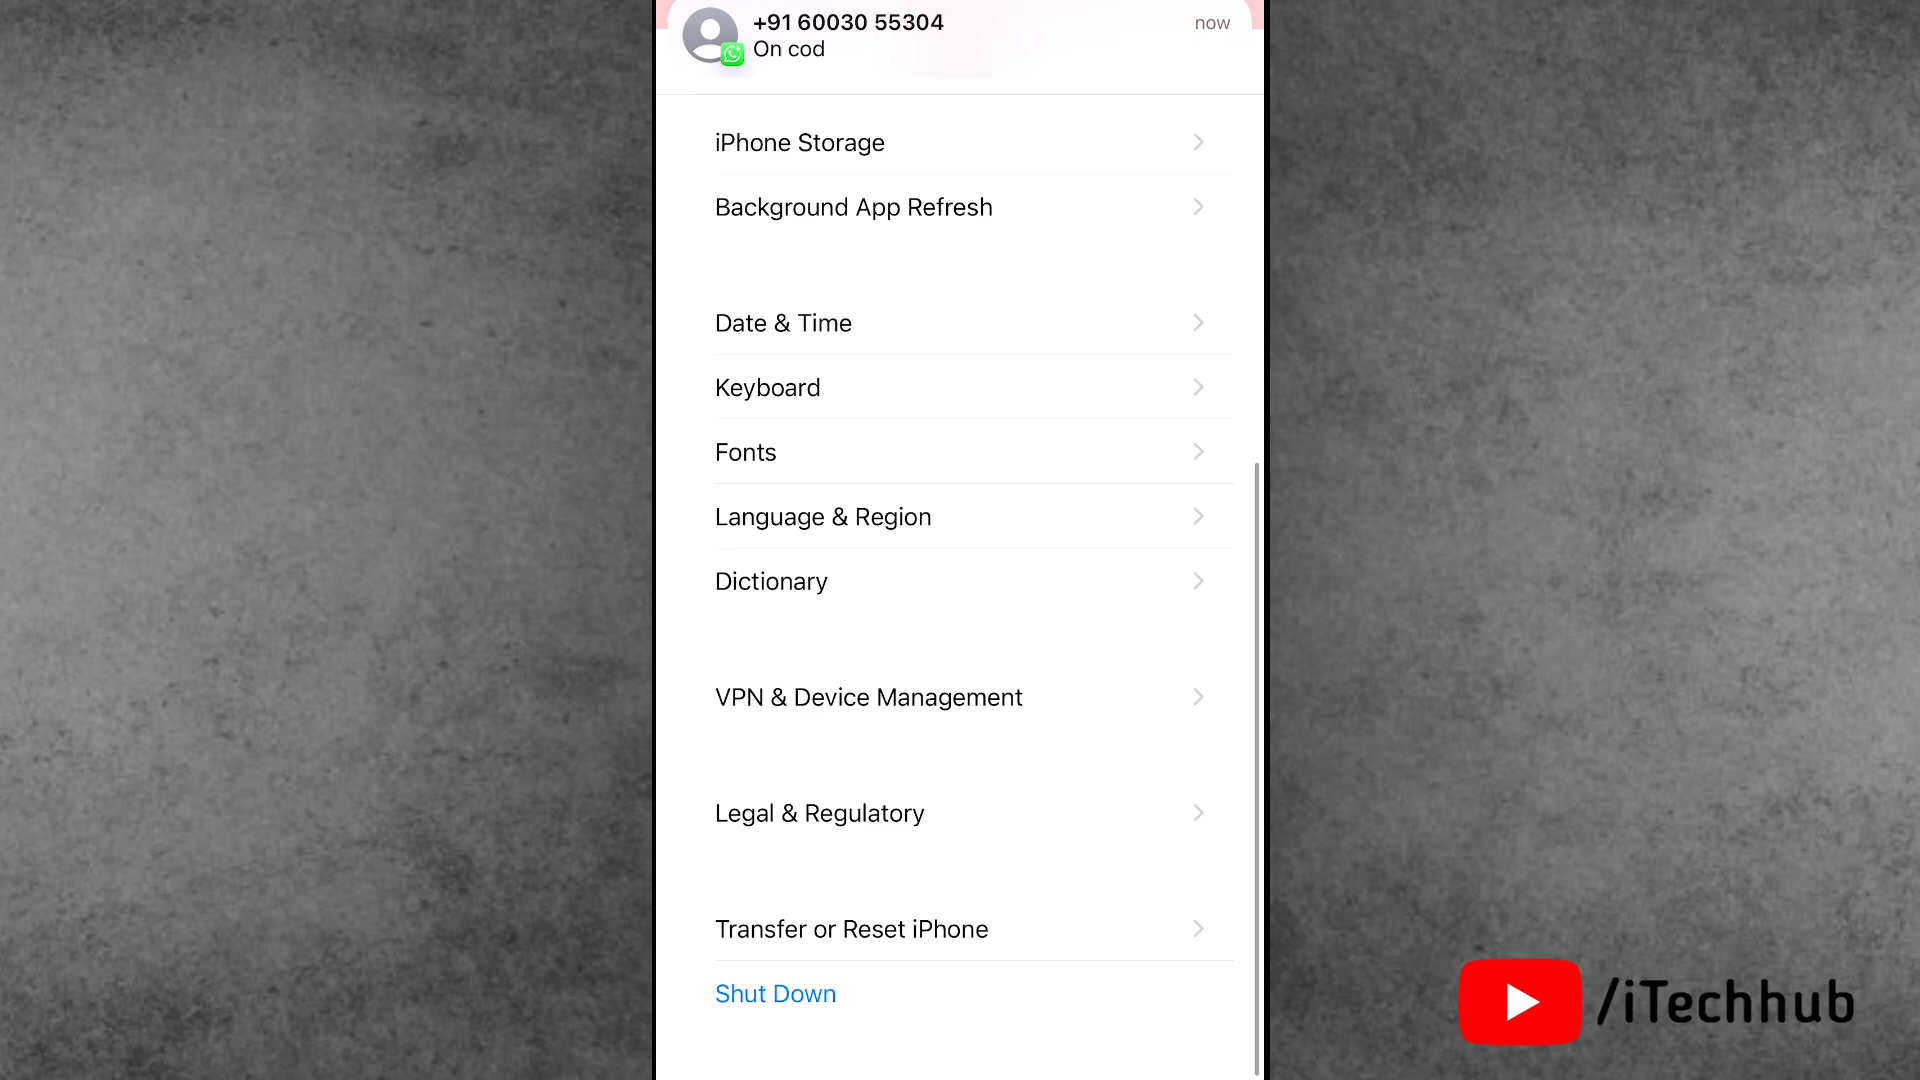 +91 60030 55304
now
On cod
iPhone Storage
Background App Refresh
Date & Time
Keyboard
Fonts
Language & Region
Dictionary
VPN & Device Management
Legal & Regulatory
Transfer or Reset iPhone
Shut Down
/iTechhub